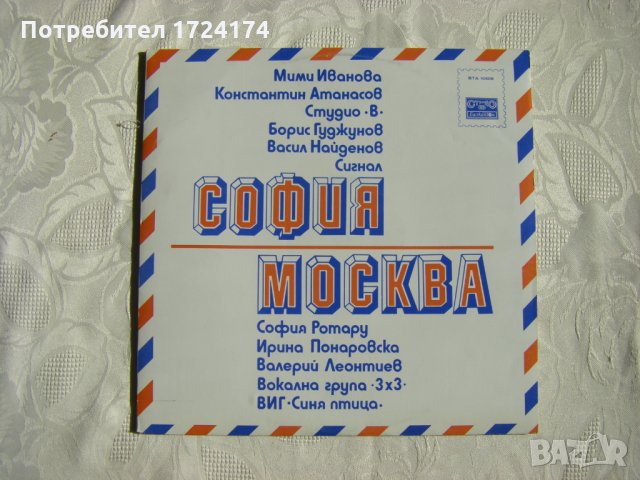 Потребител 1724174
Мими Иванова
Константин Атанасов
Студио •В•
Борис Гуджунов
Васил Найденов
Сигнал
СОФИЯ
МОСКВА
София Ротару
Ирина Понаровска
Валерий Леонтиев
Вокална група •3х3•
ВИГ •Синя птица•
BAZAR